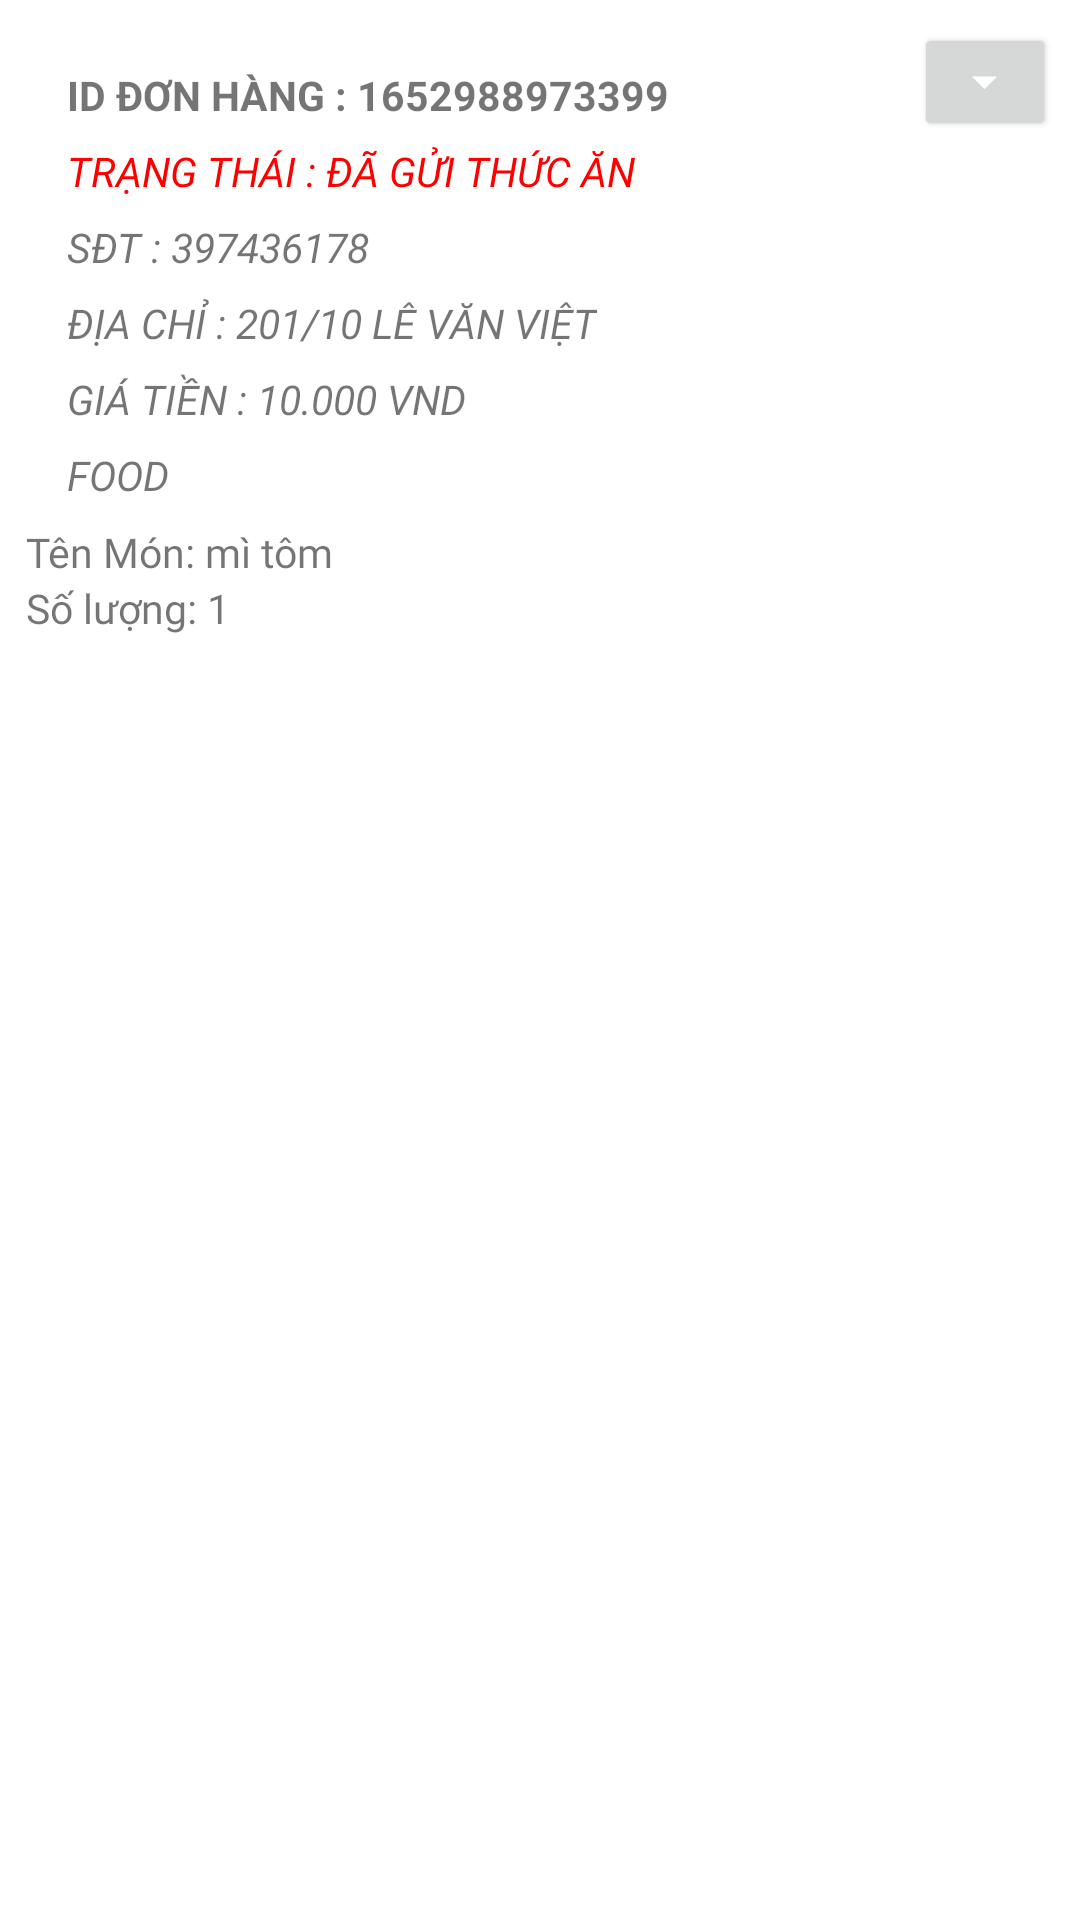 ID ĐƠN HÀNG : 1652988973399
TRẠNG THÁI : ĐÃ GỬI THỨC ĂN
SĐT : 397436178
ĐỊA CHỈ : 201/10 LÊ VĂN VIỆT
GIÁ TIỀN : 10.000 VND
FOOD
Tên Món: mì tôm
Số lượng: 1